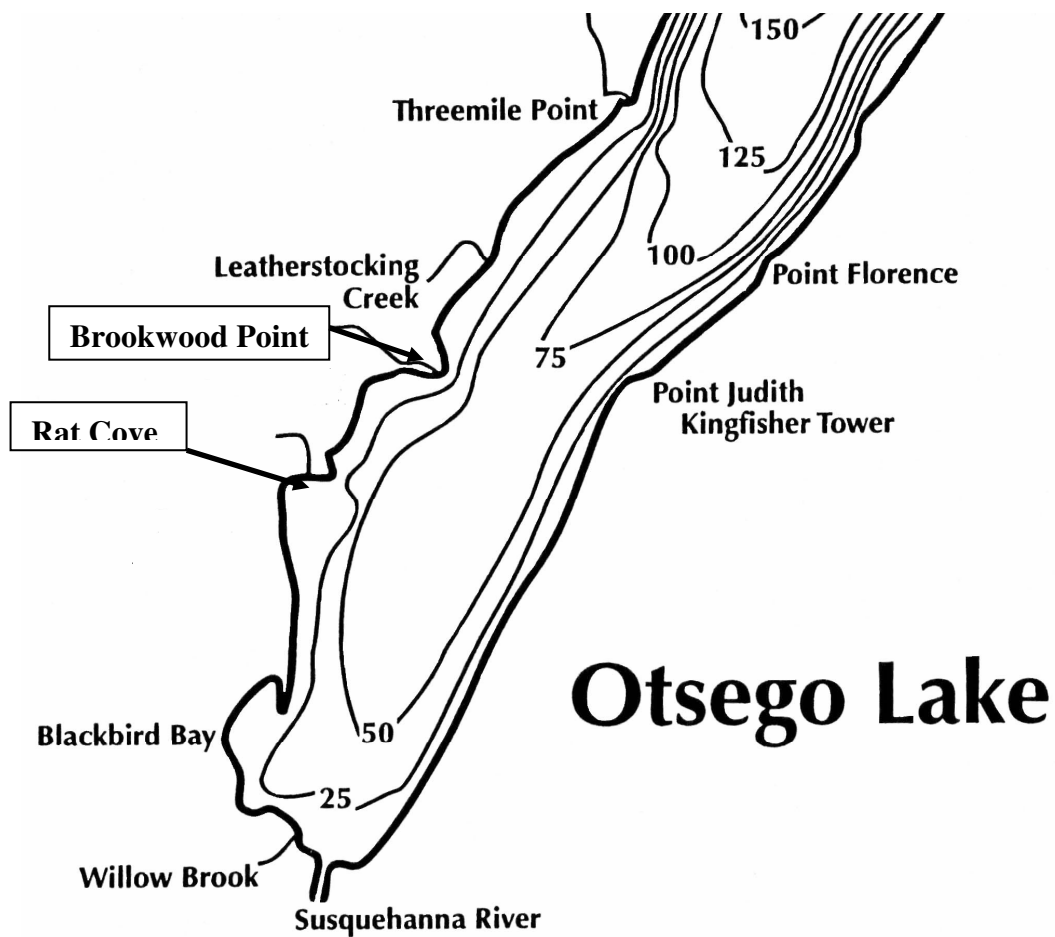 150
Threemile Point
125
Leatherstocking
Creek
100
Point Florence
Brookwood Point
75
Point Judith
Kingfisher Tower
Rat Cove
Otsego Lake
Blackbird Bay
50
25
Willow Brook
Susquehanna River